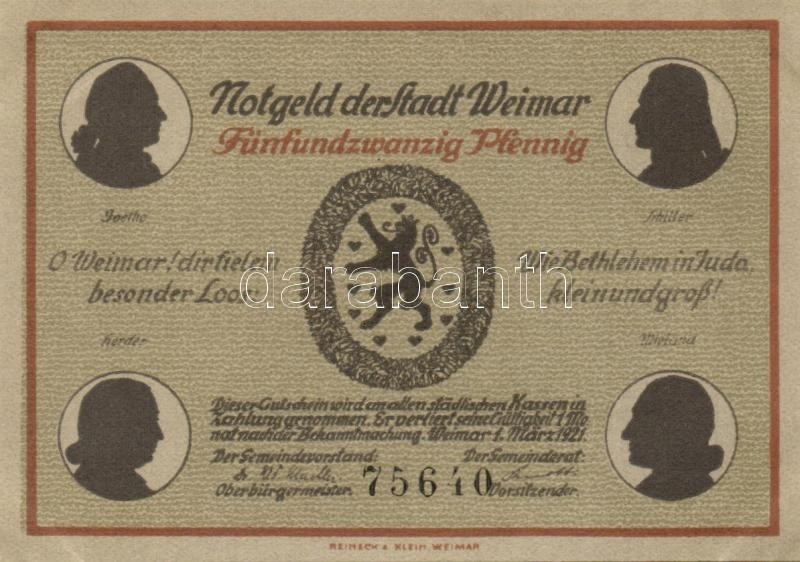 Notgeld der Stadt Weimar
Fünfundzwanzig Pfennig
Goethe
Schiller
O Weimar! dir fiel ein
besonder Loos:
Wie Bethlehem in Juda,
klein und groß!
darabanth
Herder
Wieland
Dieser Gutschein wird an allen städtischen Kassen in
Zahlung genommen. Er verliert seine Gültigkeit 1 Mo
nat nach der Bekanntmachung. Weimar 1. März 1921.
Der Gemeindevorstand: Der Gemeinderat:
Oberbürgermeister. 75640 Vorsitzender.
REINECK & KLEIN, WEIMAR